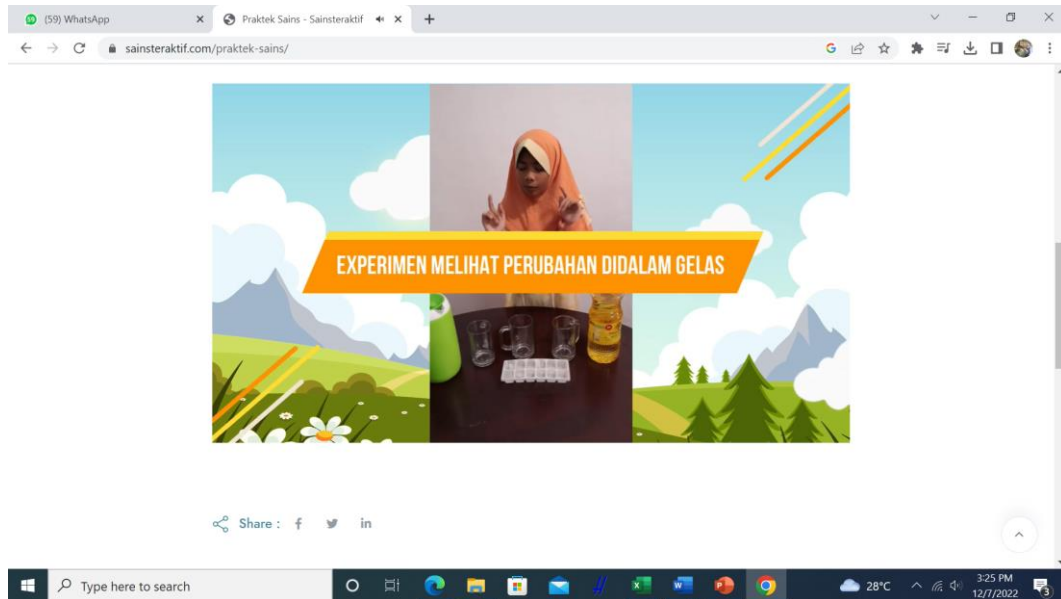 (59) WhatsApp
Praktek Sains - Sainsteraktif
sainsteraktif.com/praktek-sains/
EXPERIMEN MELIHAT PERUBAHAN DIDALAM GELAS
Share :
Type here to search
28°C
3:25 PM
12/7/2022
3